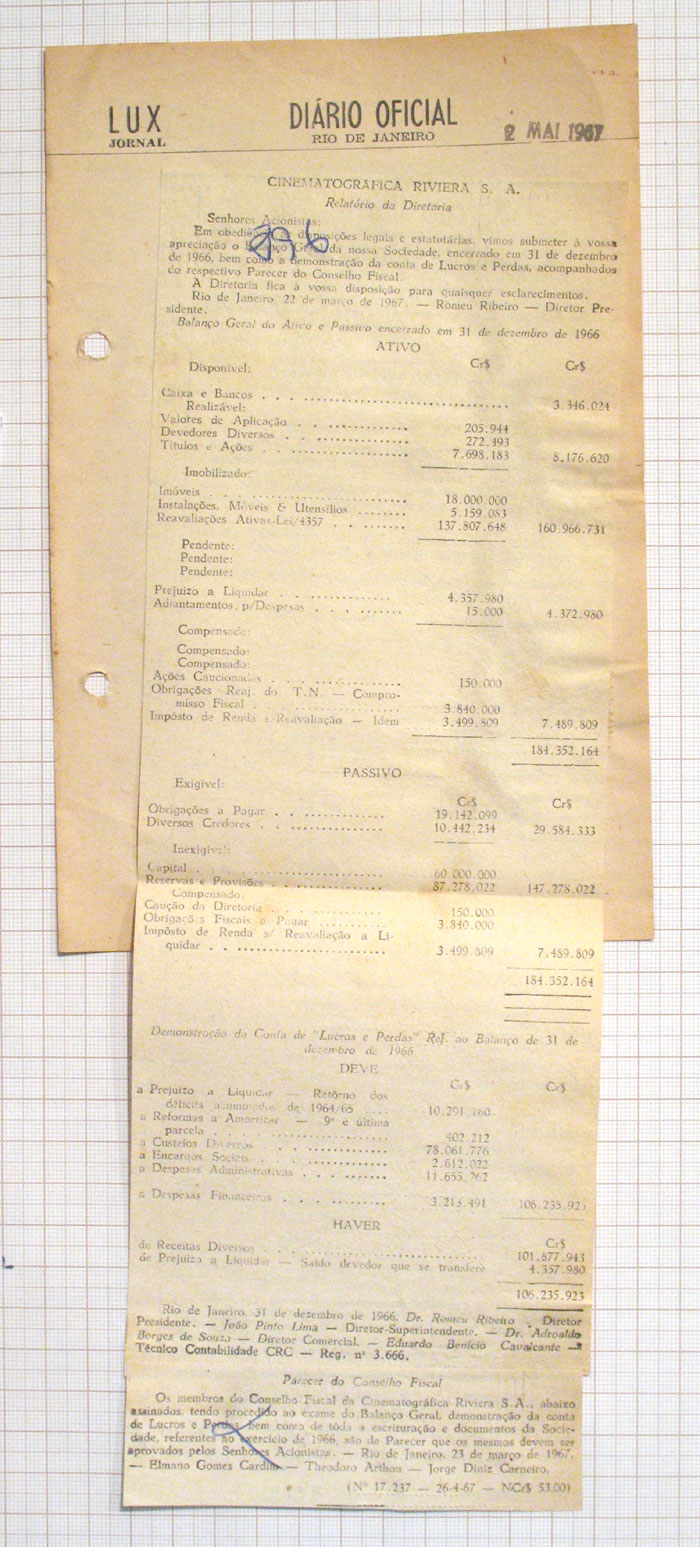 LUX
JORNAL
DIÁRIO OFICIAL
RIO DE JANEIRO
2 MAI 1967
CINEMATOGRÁFICA RIVIERA S. A.
Relatório da Diretoria
Senhores Acionistas:
996
Em obediência às disposições legais e estatutárias, vimos submeter à vossa
apreciação o Balanço Geral da nossa Sociedade, encerrado em 31 de dezembro
de 1966, bem como a demonstração da conta de Lucros e Perdas, acompanhados
do respectivo Parecer do Conselho Fiscal.
A Diretoria fica à vossa disposição para quaisquer esclarecimentos.
Rio de Janeiro, 22 de março de 1967. — Romeu Ribeiro — Diretor Pre-
sidente.
Balanço Geral do Ativo e Passivo encerrado em 31 de dezembro de 1966
ATIVO
Disponível: Cr$ Cr$
Caixa e Bancos . . . 3.346.024
Realizável:
Valores de Aplicação . . . 205.944
Devedores Diversos . . . 272.493
Títulos e Ações . . . 7.698.183 8.176.620
Imobilizado:
Imóveis . . . 18.000.000
Instalações, Móveis & Utensílios . . . 5.159.083
Reavaliações Ativas-Lei/4357 . . . 137.807.648 160.966.731
Pendente:
Pendente:
Pendente:
Prejuízo a Liquidar . . . 4.357.980
Adiantamentos p/Despesas . . . 15.000 4.372.980
Compensado:
Compensado:
Compensado:
Ações Caucionadas . . . 150.000
Obrigações Reaj. do T.N. — Compro-
misso Fiscal . . . 3.840.000
Impôsto de Renda s/Reavaliação — Idem 3.499.809 7.489.809
184.352.164
PASSIVO
Exigível:
Cr$ Cr$
Obrigações a Pagar . . . 19.142.099
Diversos Credores . . . 10.442.234 29.584.333
Inexigível:
Capital . . . 60.000.000
Reservas e Provisões . . . 87.278.022 147.278.022
Compensado:
Caução da Diretoria . . . 150.000
Obrigações Fiscais a Pagar . . . 3.840.000
Impôsto de Renda s/ Reavaliação a Li-
quidar . . . 3.499.809 7.489.809
184.352.164
Demonstração da Conta de "Lucros e Perdas" Ref. ao Balanço de 31 de
dezembro de 1966
DEVE
Cr$ Cr$
a Prejuízo a Liquidar — Retôrno dos
déficits acumulados de 1964/65 . . . 10.291.160
a Reformas a Amortizar — 9ª e última
parcela . . . 402.212
a Custeios Diversos . . . 78.061.776
a Encargos Sociais . . . 2.612.022
a Despesas Administrativas . . . 11.655.262
a Despesas Financeiras . . . 3.213.491 106.235.923
HAVER
Cr$
de Receitas Diversos . . . 101.877.943
de Prejuízo a Liquidar — Saldo devedor que se transfere 4.357.980
106.235.923
Rio de Janeiro, 31 de dezembro de 1966. Dr. Romeu Ribeiro . Diretor
Presidente. — João Pinto Lima — Diretor-Superintendente. — Dr. Adroaldo
Borges de Souza — Diretor Comercial. — Eduardo Benício Cavalcante —
Técnico Contabilidade CRC — Reg. nº 3.666.
Parecer do Conselho Fiscal
Os membros do Conselho Fiscal da Cinematográfica Riviera S.A., abaixo
assinados, tendo procedido ao exame do Balanço Geral, demonstração da conta
de Lucros e Perdas, bem como de tôda a escrituração e documentos da Socie-
dade, referentes ao exercício de 1966, são de Parecer que os mesmos devem ser
aprovados pelos Senhores Acionistas. — Rio de Janeiro, 23 de março de 1967.
— Elmano Gomes Cardim — Theodoro Arthou — Jorge Diniz Carneiro.
(Nº 17.237 — 26-4-67 — NCr$ 53,00)